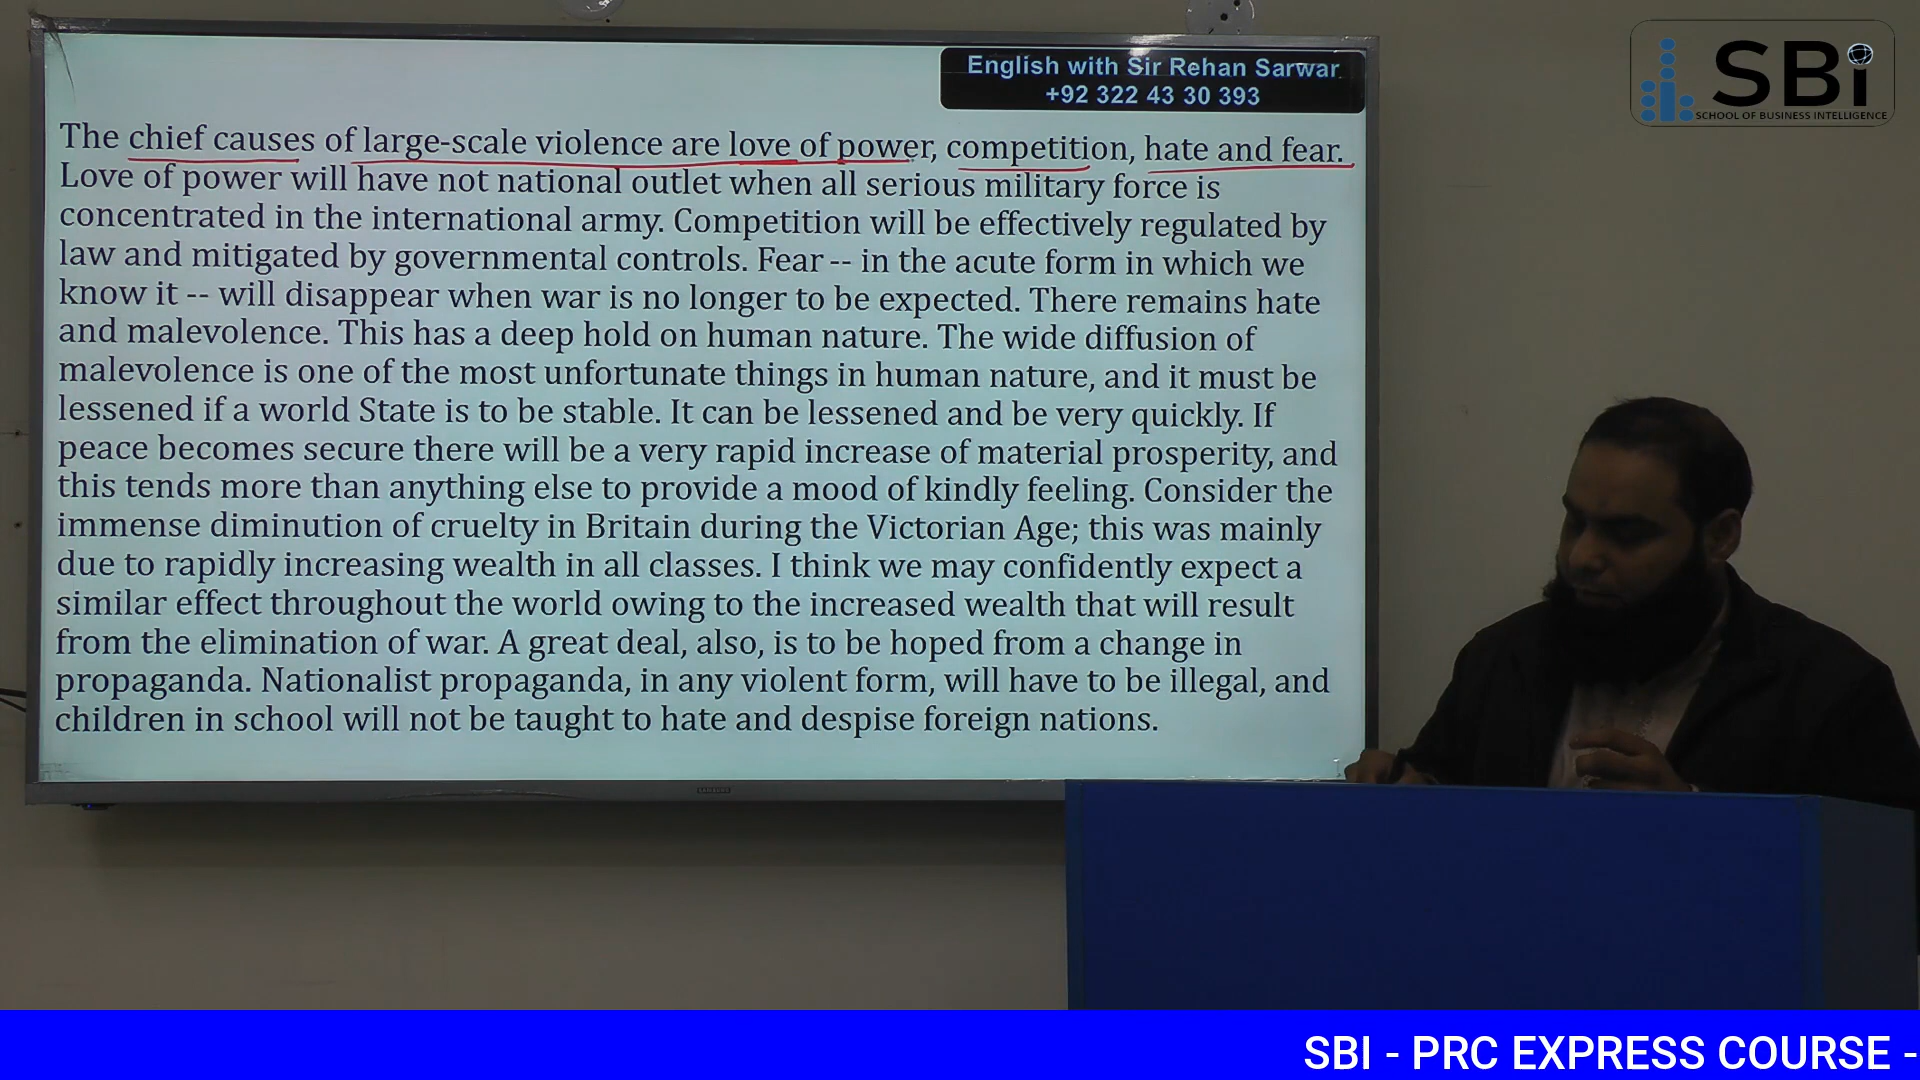 English with Sir Rehan Sarwar
+92 322 43 30 393
SBi
SCHOOL OF BUSINESS INTELLIGENCE
The chief causes of large-scale violence are love of power, competition, hate and fear.
Love of power will have not national outlet when all serious military force is
concentrated in the international army. Competition will be effectively regulated by
law and mitigated by governmental controls. Fear -- in the acute form in which we
know it -- will disappear when war is no longer to be expected. There remains hate
and malevolence. This has a deep hold on human nature. The wide diffusion of
malevolence is one of the most unfortunate things in human nature, and it must be
lessened if a world State is to be stable. It can be lessened and be very quickly. If
peace becomes secure there will be a very rapid increase of material prosperity, and
this tends more than anything else to provide a mood of kindly feeling. Consider the
immense diminution of cruelty in Britain during the Victorian Age; this was mainly
due to rapidly increasing wealth in all classes. I think we may confidently expect a
similar effect throughout the world owing to the increased wealth that will result
from the elimination of war. A great deal, also, is to be hoped from a change in
propaganda. Nationalist propaganda, in any violent form, will have to be illegal, and
children in school will not be taught to hate and despise foreign nations.
SAMSUNG
SBI - PRC EXPRESS COURSE -